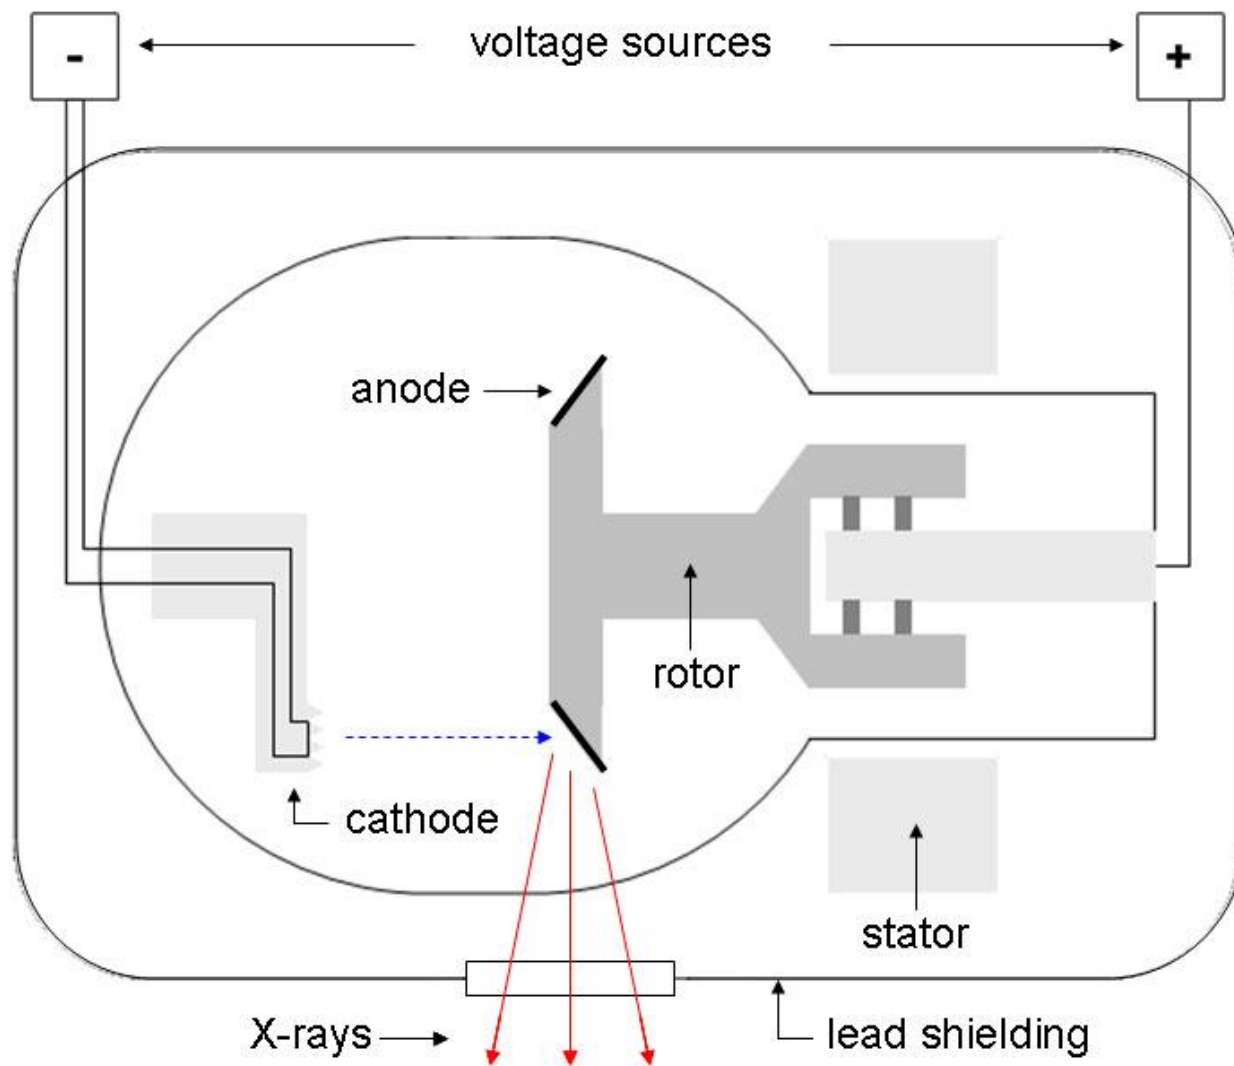 - voltage sources +
anode
rotor
cathode
stator
X-rays
lead shielding